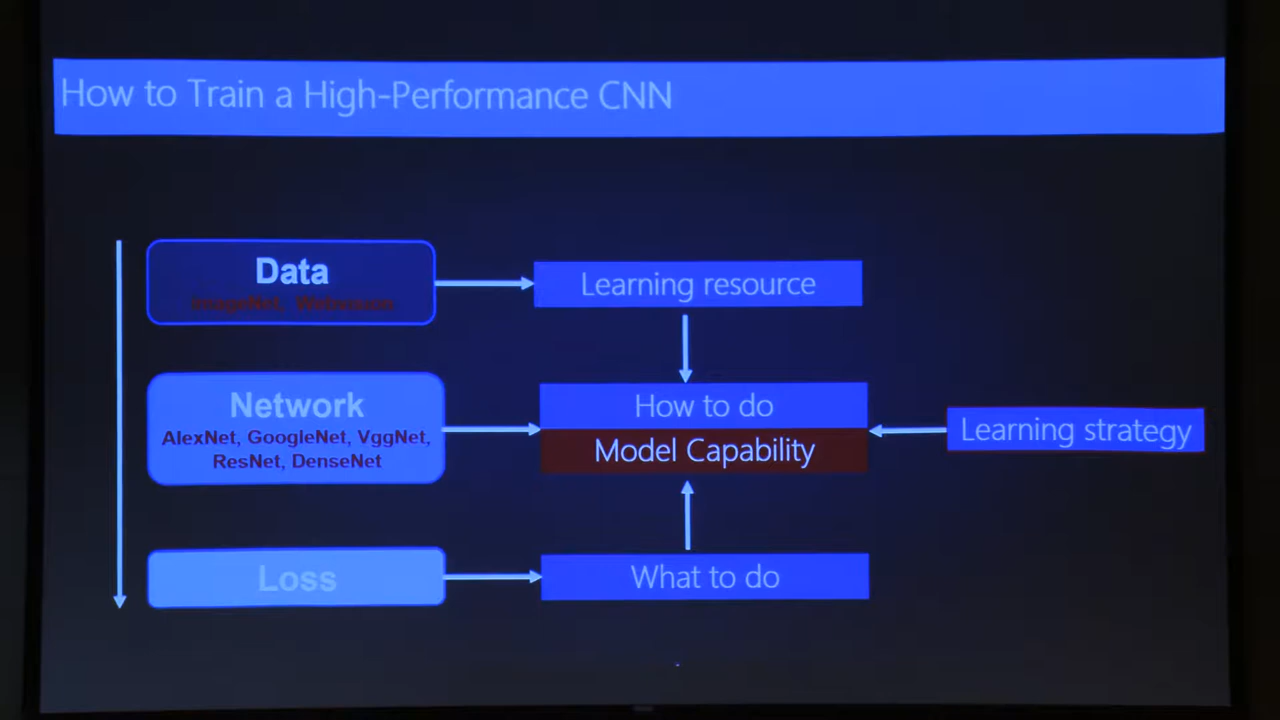 How to Train a High-Performance CNN
Data
ImageNet,
Learning resource
Network
AlexNet, GoogleNet, VggNet,
ResNet, DenseNet
How to do
Model Capability
Learning strategy
Loss
What to do